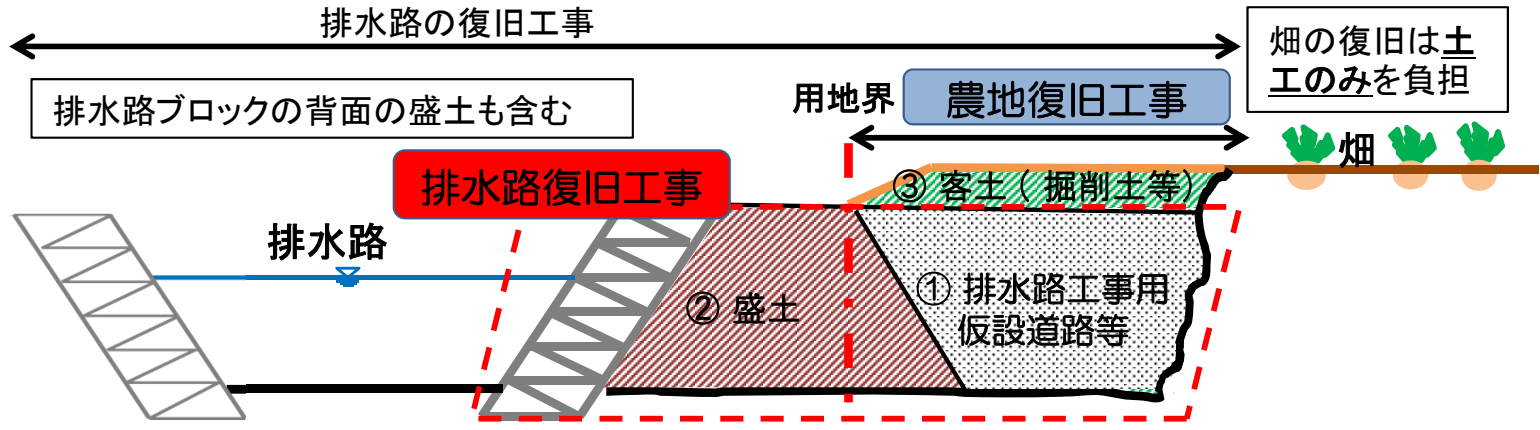 排水路の復旧工事
畑の復旧は土
工のみを負担
排水路ブロックの背面の盛土も含む
用地界
農地復旧工事
畑
排水路復旧工事
③ 客土（ 掘削土等）
排水路
① 排水路工事用
仮設道路等
② 盛土